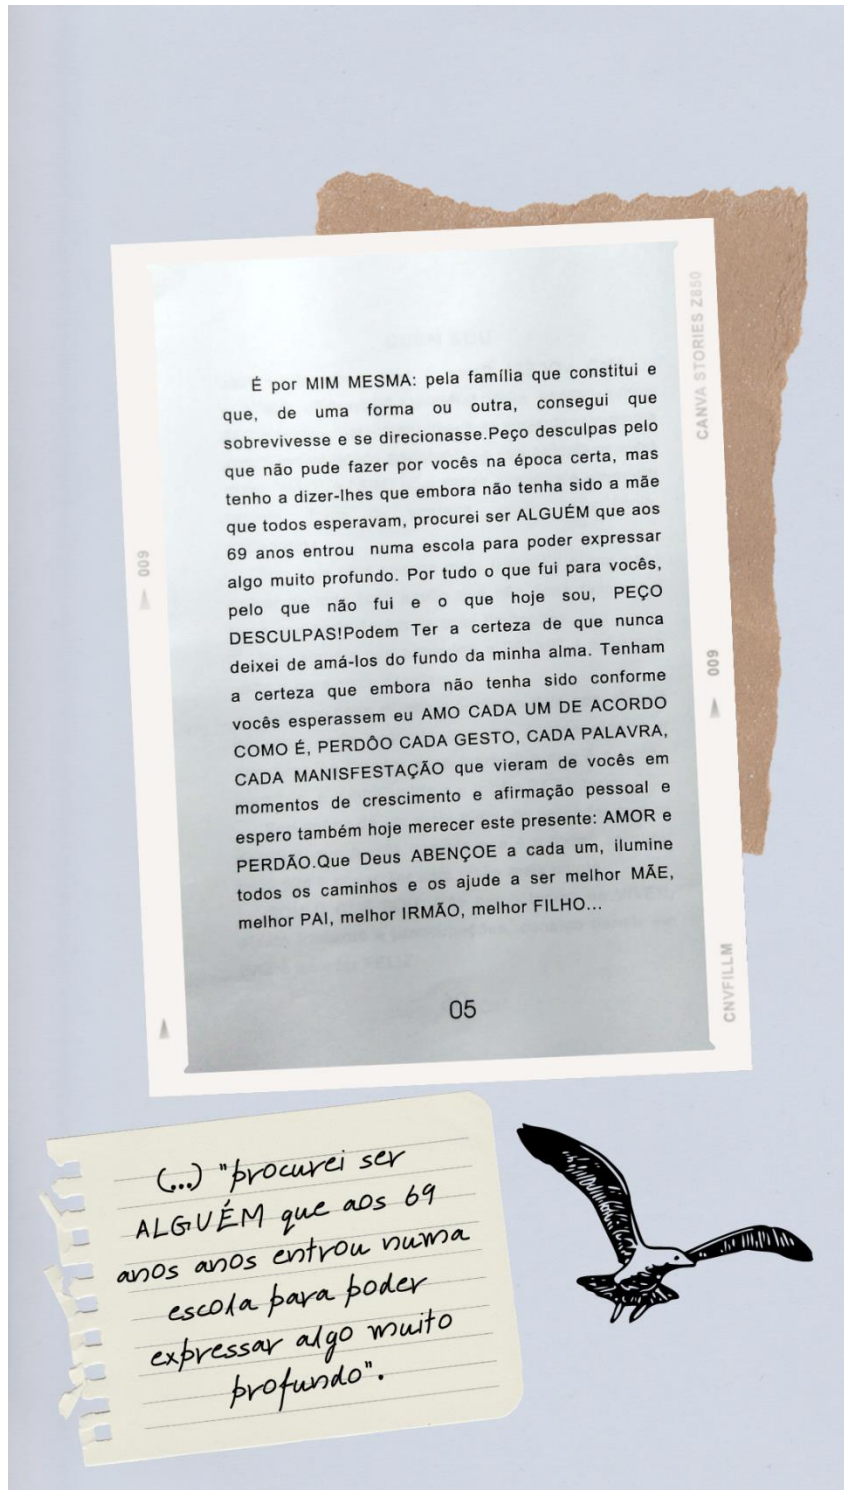 É por MIM MESMA: pela família que constitui e
que, de uma forma ou outra, consegui que
sobrevivesse e se direcionasse.Peço desculpas pelo
que não pude fazer por vocês na época certa, mas
tenho a dizer-lhes que embora não tenha sido a mãe
que todos esperavam, procurei ser ALGUÉM que aos
69 anos entrou numa escola para poder expressar
algo muito profundo. Por tudo o que fui para vocês,
pelo que não fui e o que hoje sou, PEÇO
DESCULPAS!Podem Ter a certeza de que nunca
deixei de amá-los do fundo da minha alma. Tenham
a certeza que embora não tenha sido conforme
vocês esperassem eu AMO CADA UM DE ACORDO
COMO É, PERDÔO CADA GESTO, CADA PALAVRA,
CADA MANISFESTAÇÃO que vieram de vocês em
momentos de crescimento e afirmação pessoal e
espero também hoje merecer este presente: AMOR e
PERDÃO.Que Deus ABENÇOE a cada um, ilumine
todos os caminhos e os ajude a ser melhor MÃE,
melhor PAI, melhor IRMÃO, melhor FILHO...
05
CANVA STORIES Z850
009
009
CNVFILLM
(...) "procurei ser
ALGUÉM que aos 69
anos anos entrou numa
escola para poder
expressar algo muito
profundo".